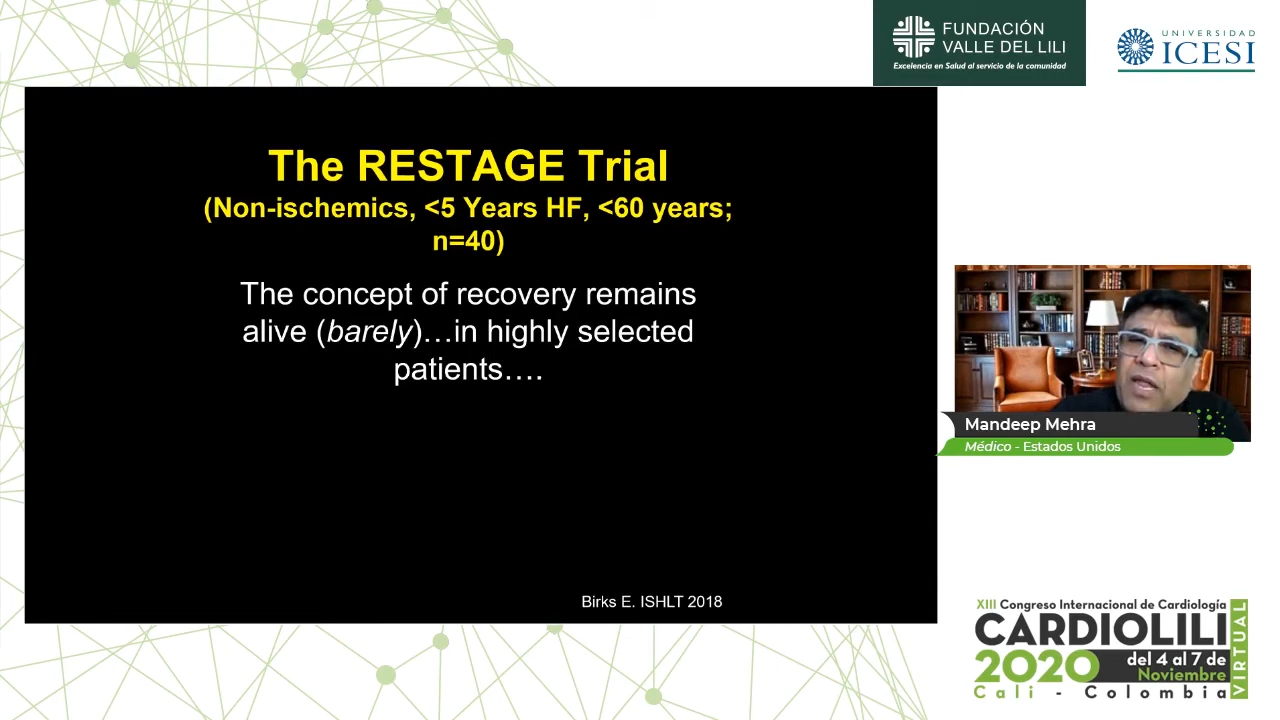 FUNDACIÓN
VALLE DEL LILI
Excelencia en Salud al servicio de la comunidad
UNIVERSIDAD
ICESI
The RESTAGE Trial
(Non-ischemics, <5 Years HF, <60 years;
n=40)
The concept of recovery remains
alive (barely)…in highly selected
patients….
Birks E. ISHLT 2018
Mandeep Mehra
Médico - Estados Unidos
XIII Congreso Internacional de Cardiología
CARDIOLILI
2020
del 4 al 7 de
Noviembre
Cali - Colombia
VIRTUAL